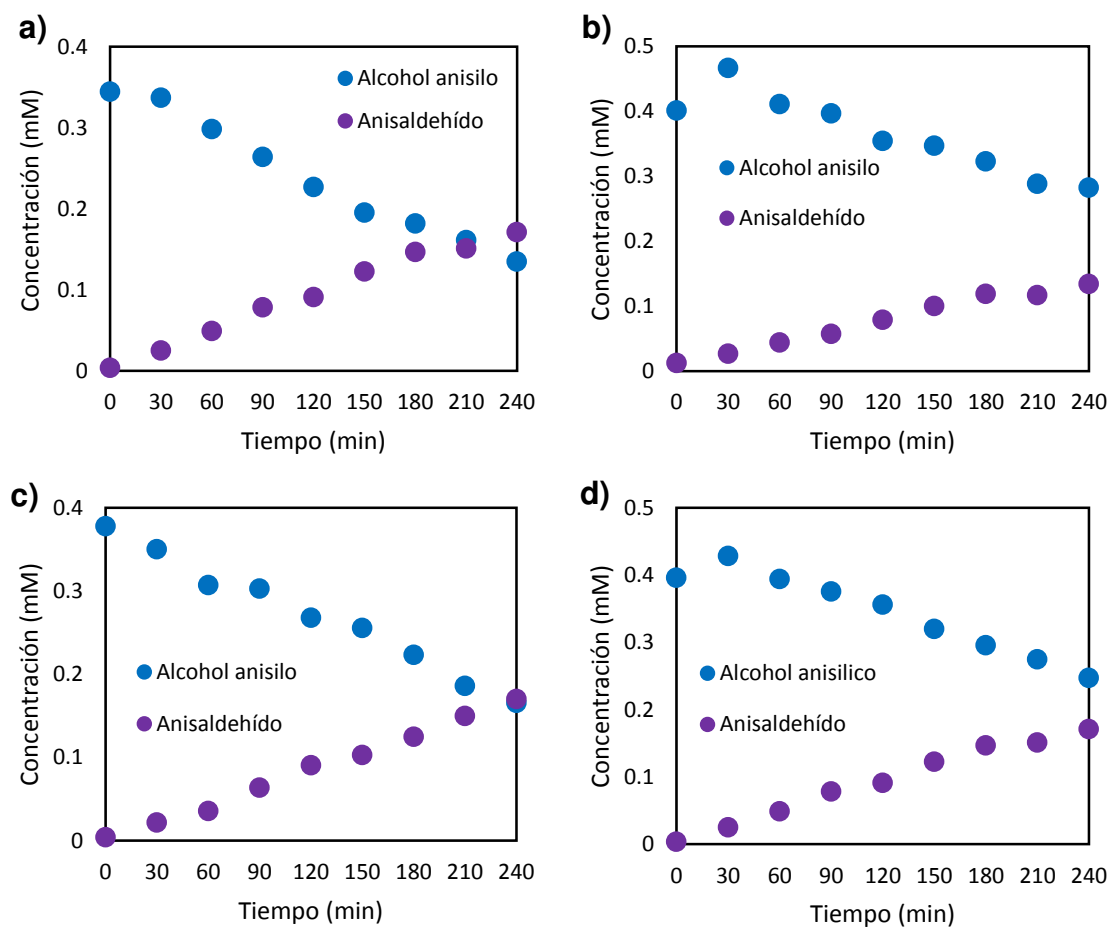 a)
0.4
0.3
0.2
0.1
0
Concentración (mM)
Alcohol anisilo
Anisaldehído
0 30 60 90 120 150 180 210 240
Tiempo (min)
b)
0.5
0.4
0.3
0.2
0.1
0
Concentración (mM)
Alcohol anisilo
Anisaldehído
0 30 60 90 120 150 180 210 240
Tiempo (min)
c)
0.4
0.3
0.2
0.1
0
Concentración (mM)
Alcohol anisilo
Anisaldehído
0 30 60 90 120 150 180 210 240
Tiempo (min)
d)
0.5
0.4
0.3
0.2
0.1
0
Concentración (mM)
Alcohol anisilico
Anisaldehído
0 30 60 90 120 150 180 210 240
Tiempo (min)